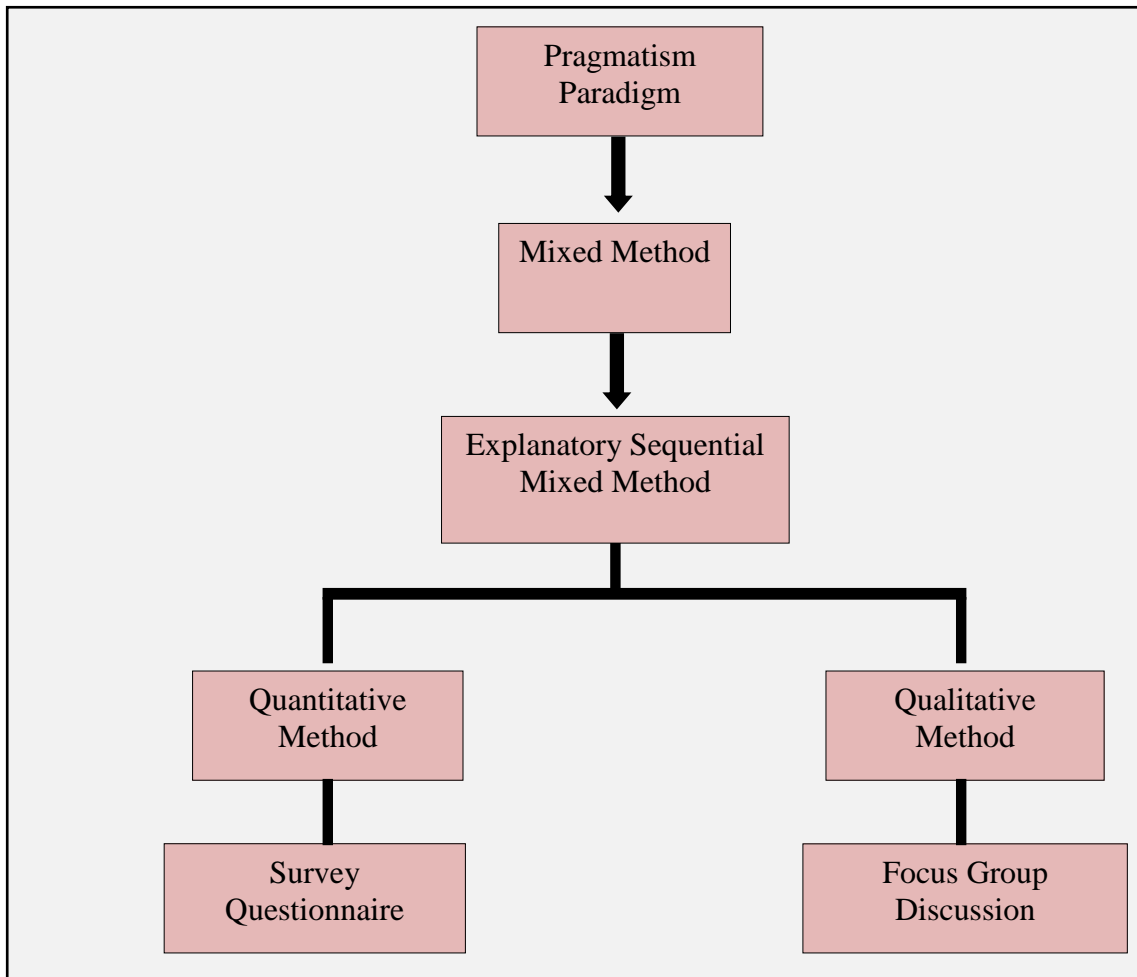 Pragmatism
Paradigm
Mixed Method
Explanatory Sequential
Mixed Method
Quantitative
Method
Qualitative
Method
Survey
Questionnaire
Focus Group
Discussion